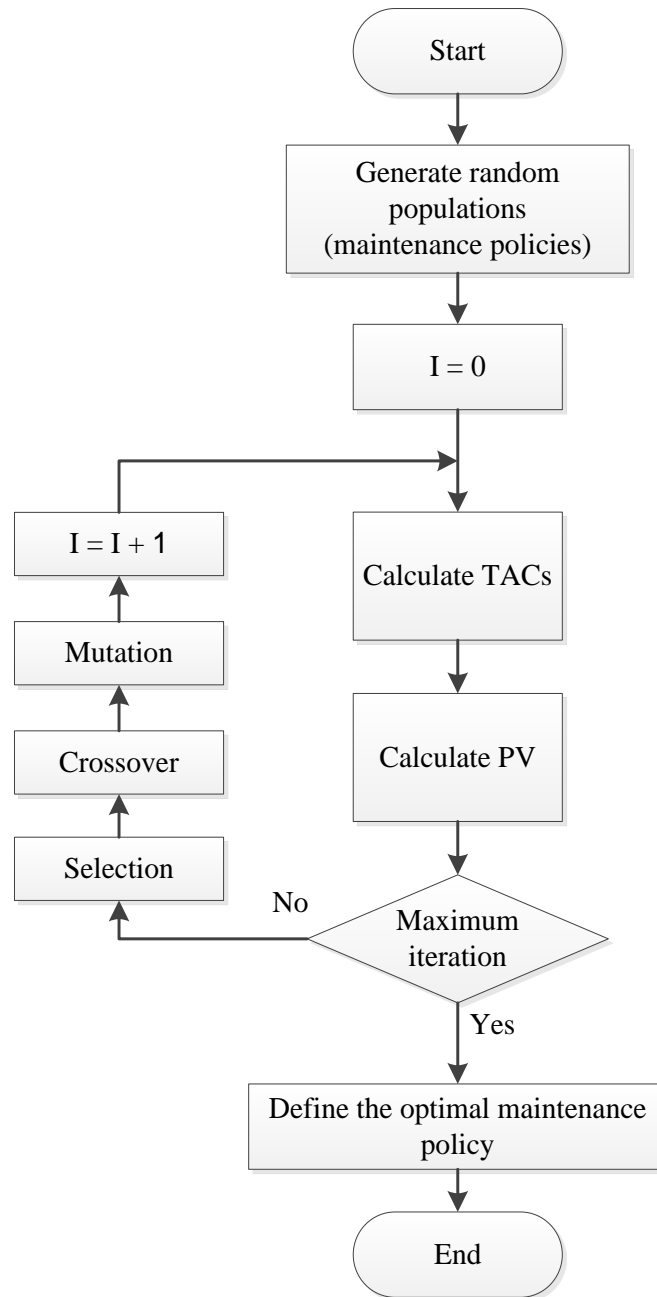 Start
Generate random
populations
(maintenance policies)
I = 0
I = I + 1
Calculate TACs
Mutation
Crossover
Calculate PV
Selection
No
Maximum
iteration
Yes
Define the optimal maintenance
policy
End